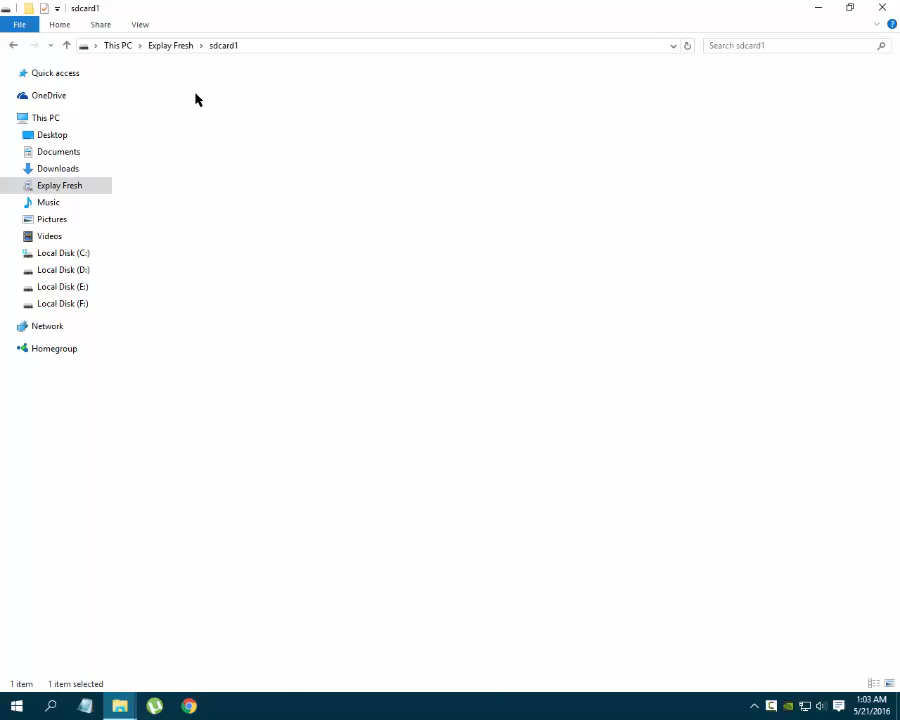 sdcard1
File Home Share View
This PC Explay Fresh sdcard1 Search sdcard1
Quick access
OneDrive
This PC
Desktop
Documents
Downloads
Explay Fresh
Music
Pictures
Videos
Local Disk (C:)
Local Disk (D:)
Local Disk (E:)
Local Disk (F:)
Network
Homegroup
1 item 1 item selected
1:03 AM
5/21/2016